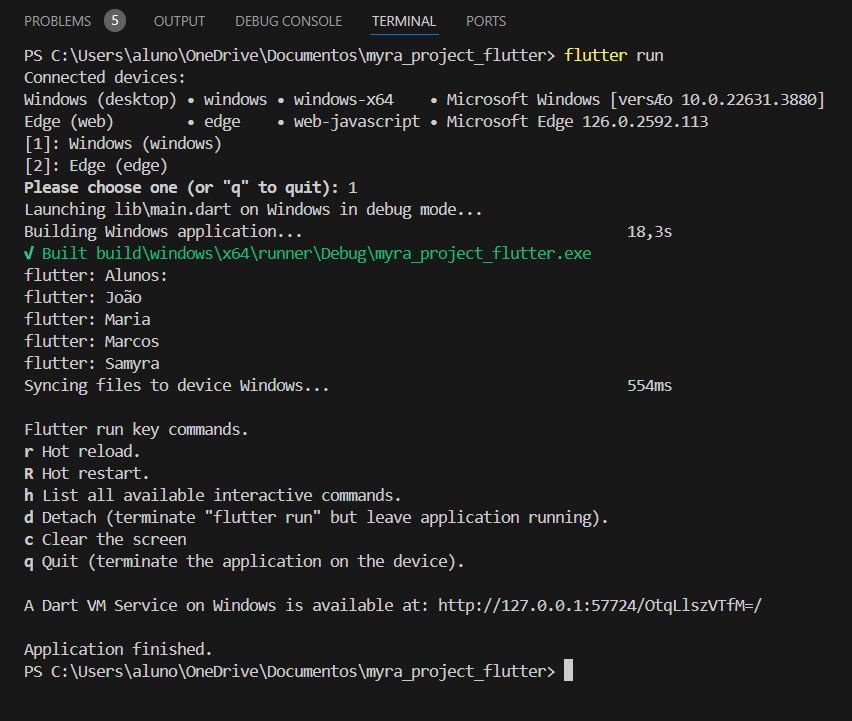 PROBLEMS 5 OUTPUT DEBUG CONSOLE TERMINAL PORTS
PS C:\Users\aluno\OneDrive\Documentos\myra_project_flutter> flutter run
Connected devices:
Windows (desktop) • windows • windows-x64 • Microsoft Windows [versÆo 10.0.22631.3880]
Edge (web) • edge • web-javascript • Microsoft Edge 126.0.2592.113
[1]: Windows (windows)
[2]: Edge (edge)
Please choose one (or "q" to quit): 1
Launching lib\main.dart on Windows in debug mode...
Building Windows application... 18,3s
√ Built build\windows\x64\runner\Debug\myra_project_flutter.exe
flutter: Alunos:
flutter: João
flutter: Maria
flutter: Marcos
flutter: Samyra
Syncing files to device Windows... 554ms
Flutter run key commands.
r Hot reload.
R Hot restart.
h List all available interactive commands.
d Detach (terminate "flutter run" but leave application running).
c Clear the screen
q Quit (terminate the application on the device).
A Dart VM Service on Windows is available at: http://127.0.0.1:57724/OtqLlszVTfM=/
Application finished.
PS C:\Users\aluno\OneDrive\Documentos\myra_project_flutter>